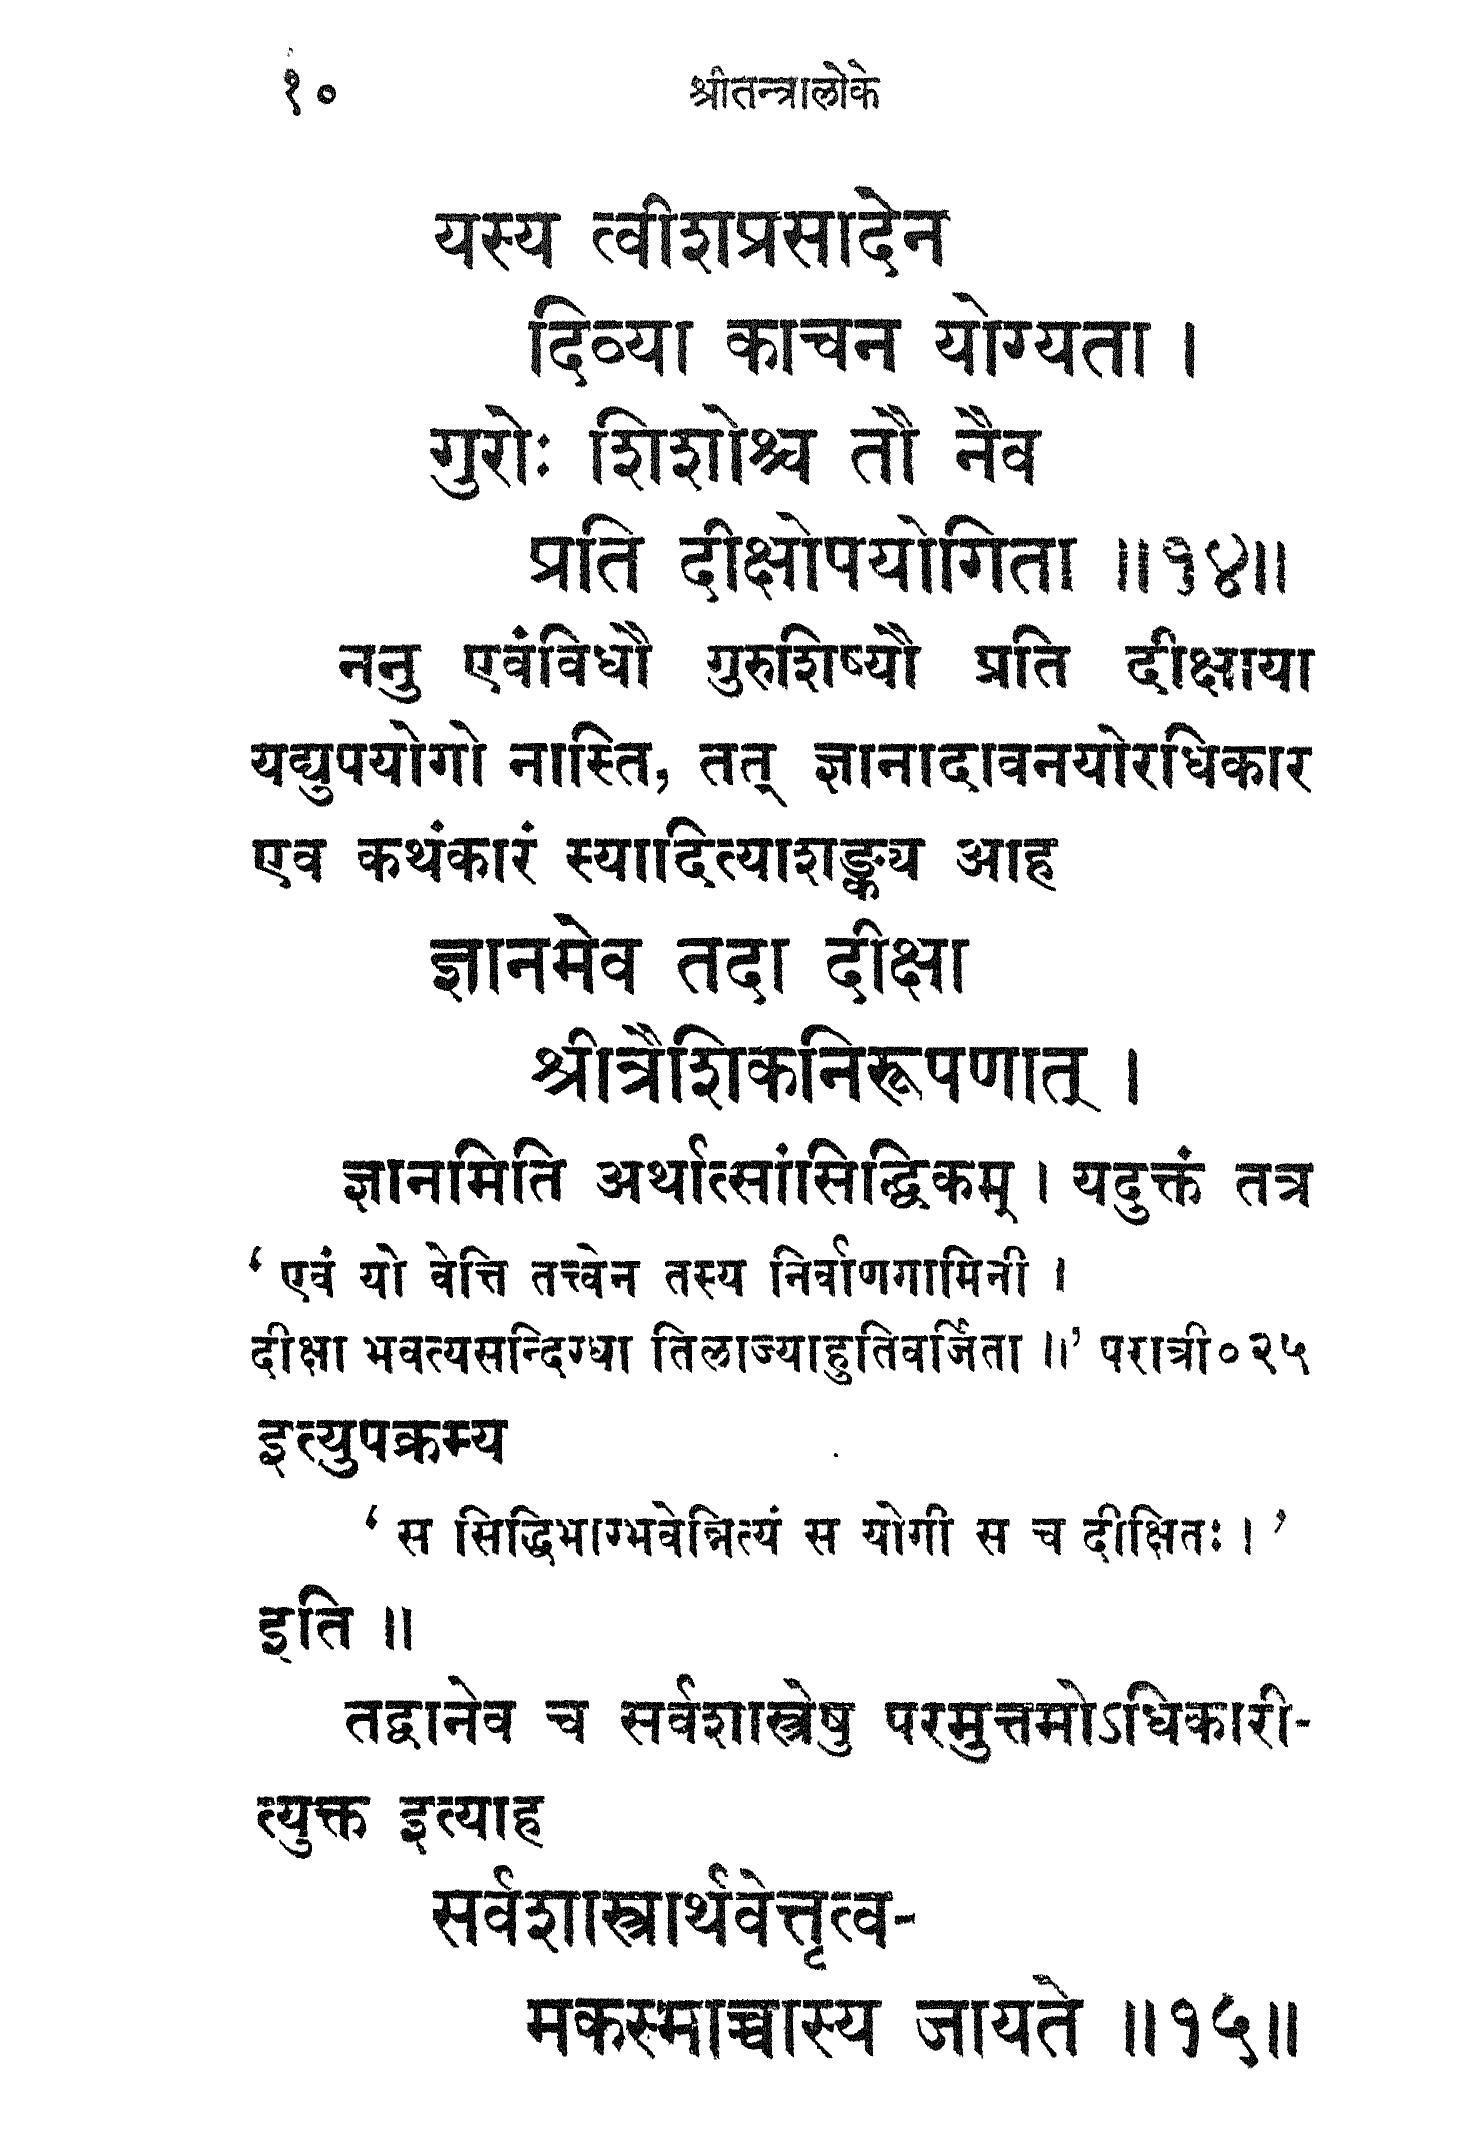 १० श्रीतन्त्रालोके
यस्य त्वीशप्रसादेन
दिव्या काचन योग्यता ।
गुरोः शिशोश्च तौ नैव
प्रति दीक्षोपयोगिता ॥१४॥
ननु एवंविधौ गुरुशिष्यौ प्रति दीक्षाया
यद्युपयोगो नास्ति, तत् ज्ञानादावनयोरधिकार
एव कथंकारं स्यादित्याशङ्क्य आह
ज्ञानमेव तदा दीक्षा
श्रीत्रैशिकनिरूपणात् ।
ज्ञानमिति अर्थात्सांसिद्धिकम् । यदुक्तं तत्र
‘ एवं यो वेत्ति तत्त्वेन तस्य निर्वाणगामिनी ।
दीक्षा भवत्यसन्दिग्धा तिलाज्याहुतिवर्जिता ॥’ परात्री० २५
इत्युपक्रम्य
‘ स सिद्धिभाग्भवेन्नित्यं स योगी स च दीक्षितः । ’
इति ॥
तद्वानेव च सर्वशास्त्रेषु परमुत्तमोऽधिकारी-
त्युक्त इत्याह
सर्वशास्त्रार्थवेत्तृत्व-
मकस्माच्चास्य जायते ॥१५॥